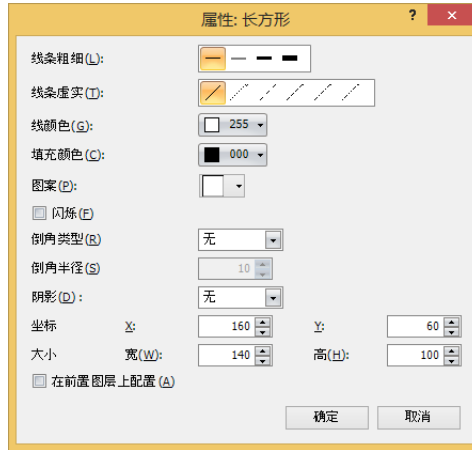 属性: 长方形 ? ×
线条粗细(L):
线条虚实(T):
线颜色(G): 255
填充颜色(C): 000
图案(P):
闪烁(F)
倒角类型(R) 无
倒角半径(S) 10
阴影(D): 无
坐标 X: 160 Y: 60
大小 宽(W): 140 高(H): 100
在前置图层上配置(A)
确定 取消